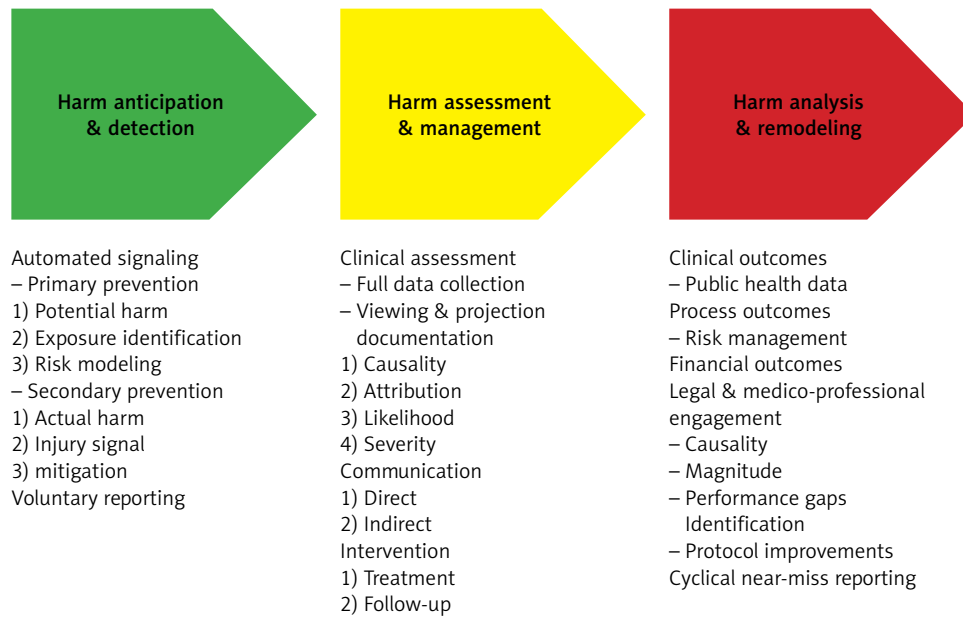 Harm anticipation
& detection
Harm assessment
& management
Harm analysis
& remodeling
Automated signaling
– Primary prevention
1) Potential harm
2) Exposure identification
3) Risk modeling
– Secondary prevention
1) Actual harm
2) Injury signal
3) mitigation
Voluntary reporting
Clinical assessment
– Full data collection
– Viewing & projection
documentation
1) Causality
2) Attribution
3) Likelihood
4) Severity
Communication
1) Direct
2) Indirect
Intervention
1) Treatment
2) Follow-up
Clinical outcomes
– Public health data
Process outcomes
– Risk management
Financial outcomes
Legal & medico-professional
engagement
– Causality
– Magnitude
– Performance gaps
Identification
– Protocol improvements
Cyclical near-miss reporting